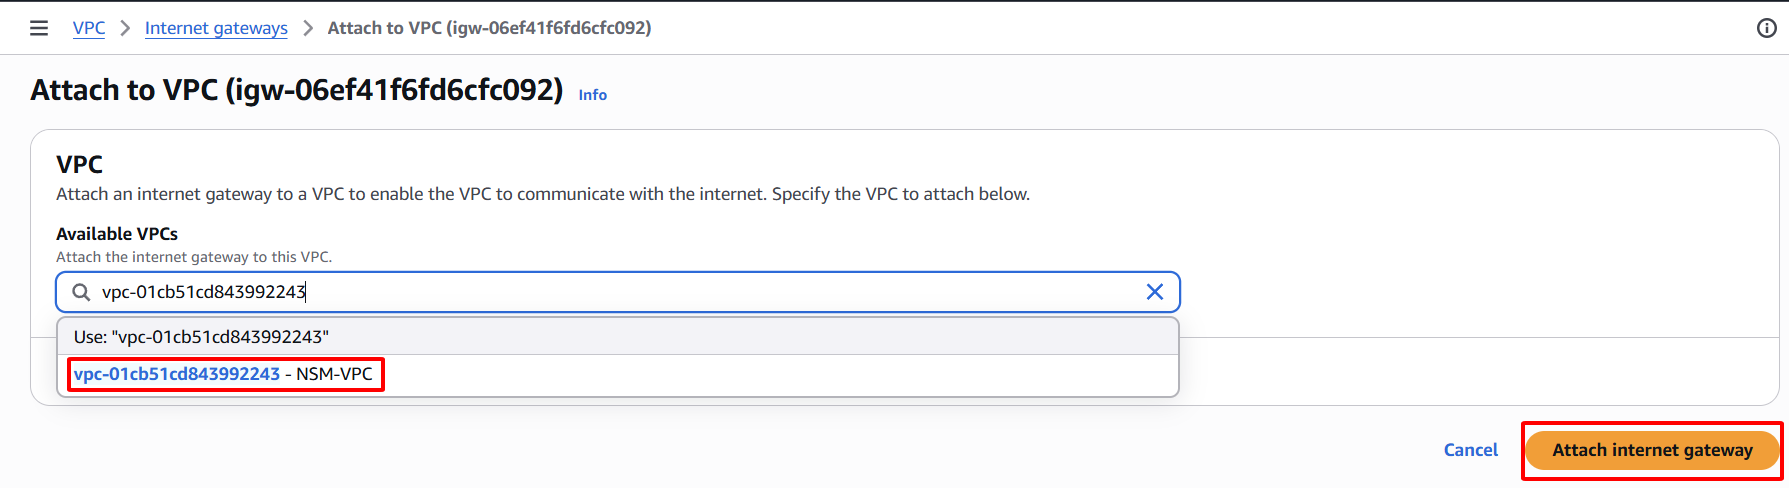 VPC > Internet gateways > Attach to VPC (igw-06ef41f6fd6cfc092)
Attach to VPC (igw-06ef41f6fd6cfc092) Info
VPC
Attach an internet gateway to a VPC to enable the VPC to communicate with the internet. Specify the VPC to attach below.
Available VPCs
Attach the internet gateway to this VPC.
vpc-01cb51cd843992243
Use: "vpc-01cb51cd843992243"
vpc-01cb51cd843992243 - NSM-VPC
Cancel Attach internet gateway